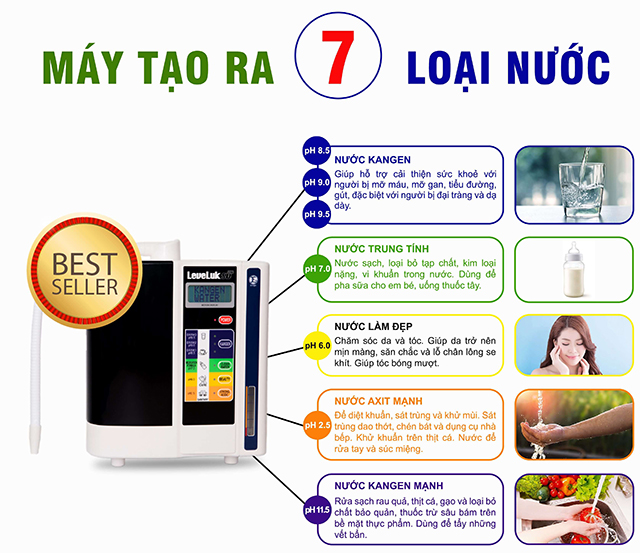 MÁY TẠO RA 7 LOẠI NƯỚC
BEST
SELLER
LeveLuk
KANGEN
WATER
pH 8.5
pH 9.0
pH 9.5
NƯỚC KANGEN
Giúp hỗ trợ cải thiện sức khoẻ với
người bị mỡ máu, mỡ gan, tiểu đường,
gút, đặc biệt với người bị đại tràng và dạ
dày.
pH 7.0
NƯỚC TRUNG TÍNH
Nước sạch, loại bỏ tạp chất, kim loại
nặng, vi khuẩn trong nước. Dùng để
pha sữa cho em bé, uống thuốc tây.
pH 6.0
NƯỚC LÀM ĐẸP
Chăm sóc da và tóc. Giúp da trở nên
mịn màng, săn chắc và lỗ chân lông se
khít. Giúp tóc bóng mượt.
pH 2.5
NƯỚC AXIT MẠNH
Để diệt khuẩn, sát trùng và khử mùi. Sát
trùng dao thớt, chén bát và dụng cụ nhà
bếp. Khử khuẩn trên thịt cá. Nước để
rửa tay và súc miệng.
pH 11.5
NƯỚC KANGEN MẠNH
Rửa sạch rau quả, thịt cá, gạo và loại bỏ
chất bảo quản, thuốc trừ sâu bám trên
bề mặt thực phẩm. Dùng để tẩy những
vết bẩn.